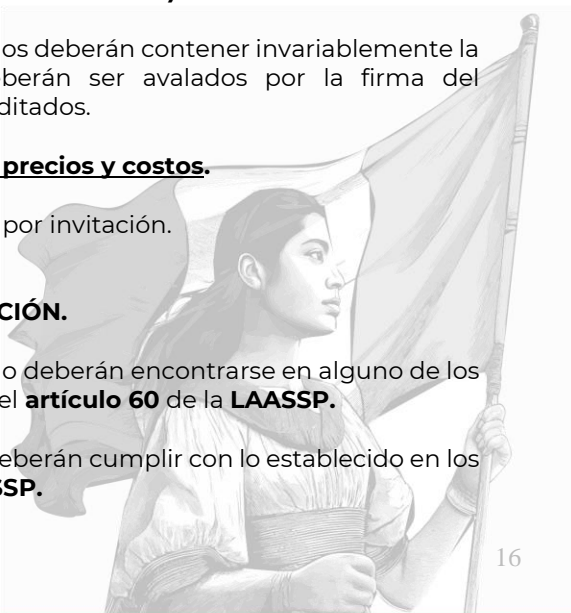 os deberán contener invariablemente la
berán ser avalados por la firma del
ditados.
precios y costos.
por invitación.
CIÓN.
o deberán encontrarse en alguno de los
el artículo 60 de la LAASSP.
eberán cumplir con lo establecido en los
SSP.
16